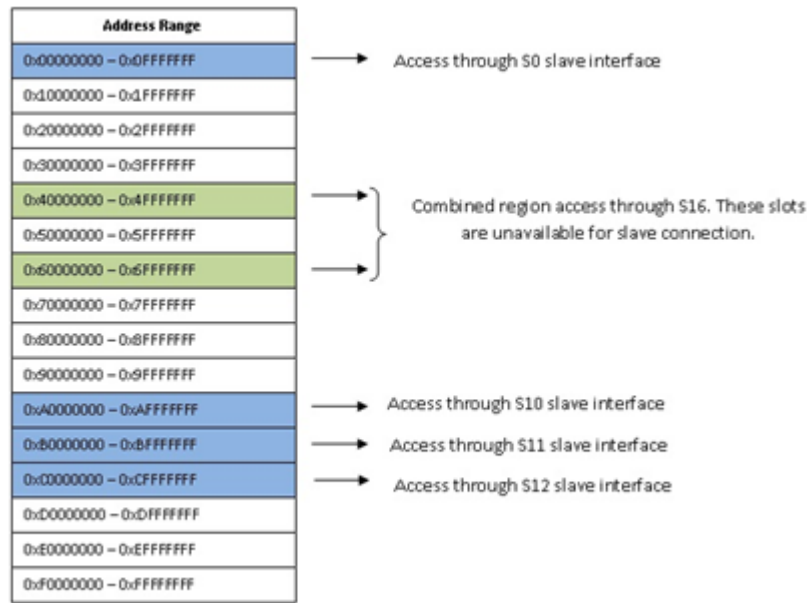 Address Range
0x00000000 – 0x0FFFFFFF
Access through S0 slave interface
0x10000000 – 0x1FFFFFFF
0x20000000 – 0x2FFFFFFF
0x30000000 – 0x3FFFFFFF
0x40000000 – 0x4FFFFFFF
0x50000000 – 0x5FFFFFFF
0x60000000 – 0x6FFFFFFF
Combined region access through S16. These slots
are unavailable for slave connection.
0x70000000 – 0x7FFFFFFF
0x80000000 – 0x8FFFFFFF
0x90000000 – 0x9FFFFFFF
0xA0000000 – 0xAFFFFFFF
Access through S10 slave interface
0xB0000000 – 0xBFFFFFFF
Access through S11 slave interface
0xC0000000 – 0xCFFFFFFF
Access through S12 slave interface
0xD0000000 – 0xDFFFFFFF
0xE0000000 – 0xEFFFFFFF
0xF0000000 – 0xFFFFFFFF